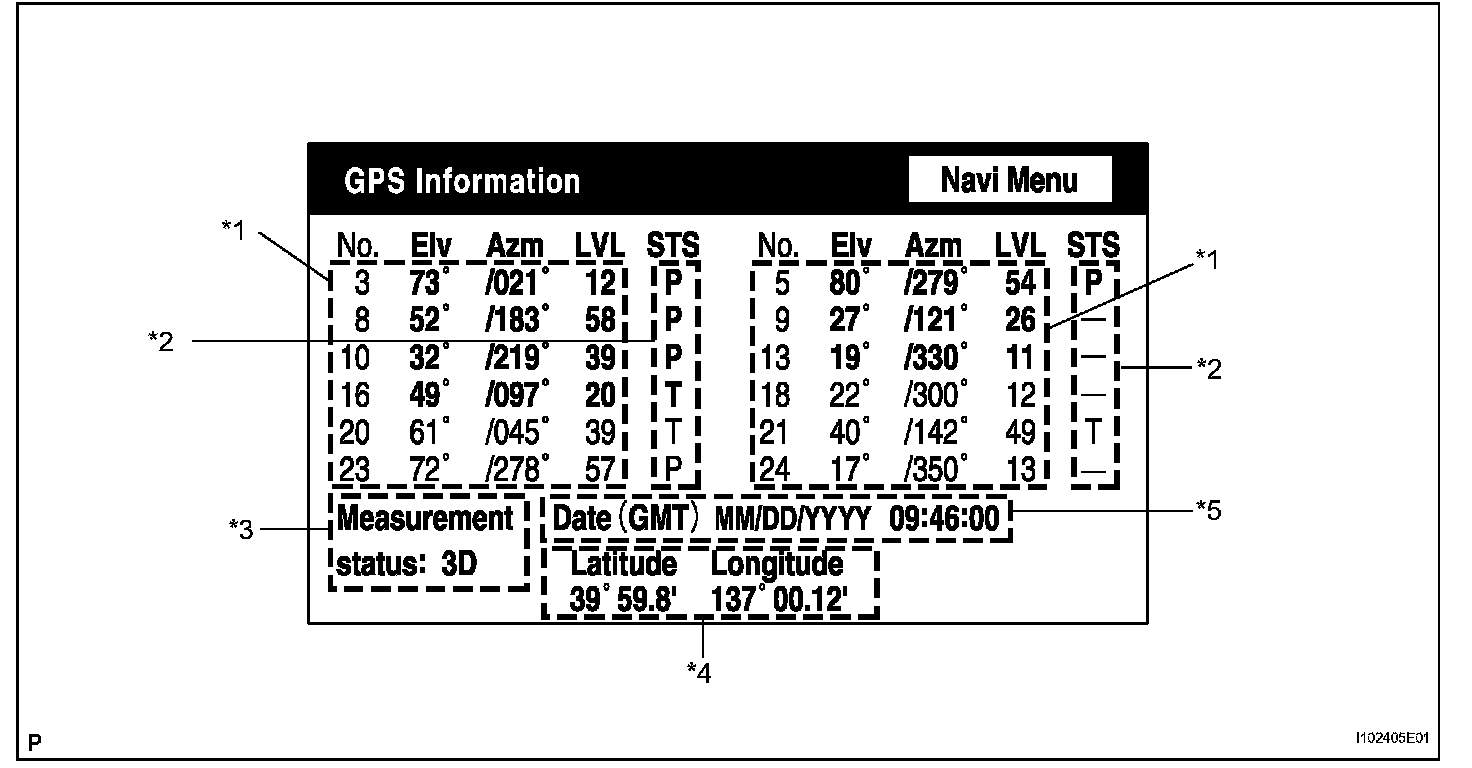 GPS Information Navi Menu
*1
No. Elv Azm LVL STS No. Elv Azm LVL STS
*1
3 73° /021° 12 P 5 80° /279° 54 P
8 52° /183° 58 P 9 27° /121° 26 —
*2
10 32° /219° 39 P 13 19° /330° 11 —
*2
16 49° /097° 20 T 18 22° /300° 12 —
20 61° /045° 39 T 21 40° /142° 49 T
23 72° /278° 57 P 24 17° /350° 13 —
*3
Measurement
status: 3D
Date (GMT) MM/DD/YYYY 09:46:00
*5
Latitude Longitude
39° 59.8' 137° 00.12'
*4
P
I102405E01